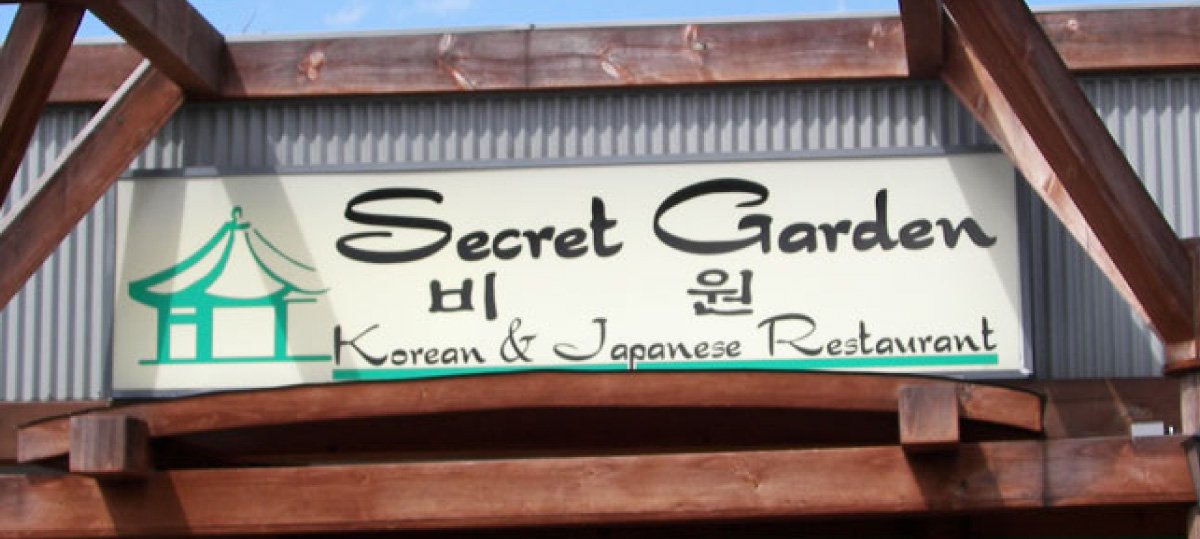 Secret Garden
비 원
Korean & Japanese Restaurant